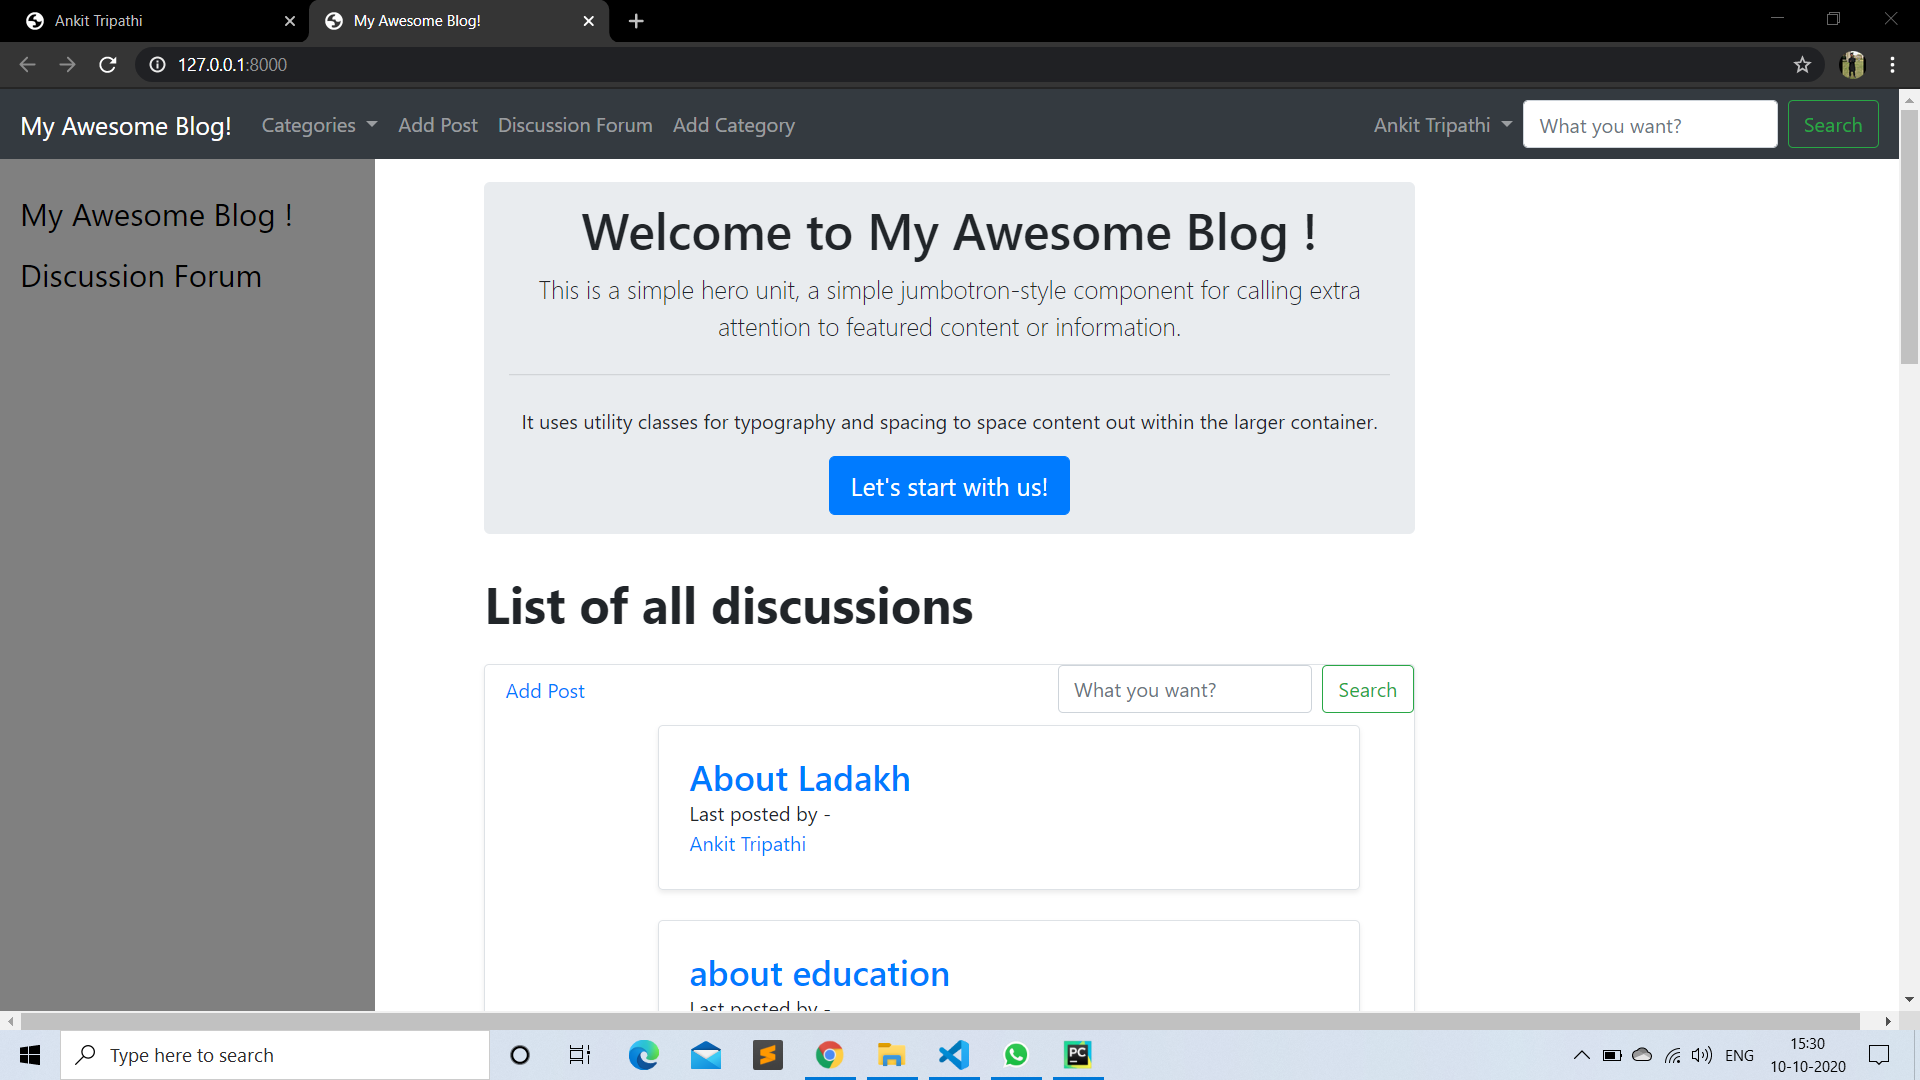 Ankit Tripathi
My Awesome Blog!
127.0.0.1:8000
My Awesome Blog!
Categories
Add Post
Discussion Forum
Add Category
Ankit Tripathi
What you want?
Search
My Awesome Blog !
Discussion Forum
Welcome to My Awesome Blog !
This is a simple hero unit, a simple jumbotron-style component for calling extra
attention to featured content or information.
It uses utility classes for typography and spacing to space content out within the larger container.
Let's start with us!
List of all discussions
Add Post
What you want?
Search
About Ladakh
Last posted by -
Ankit Tripathi
about education
Last posted by -
Type here to search
PC
ENG
15:30
10-10-2020